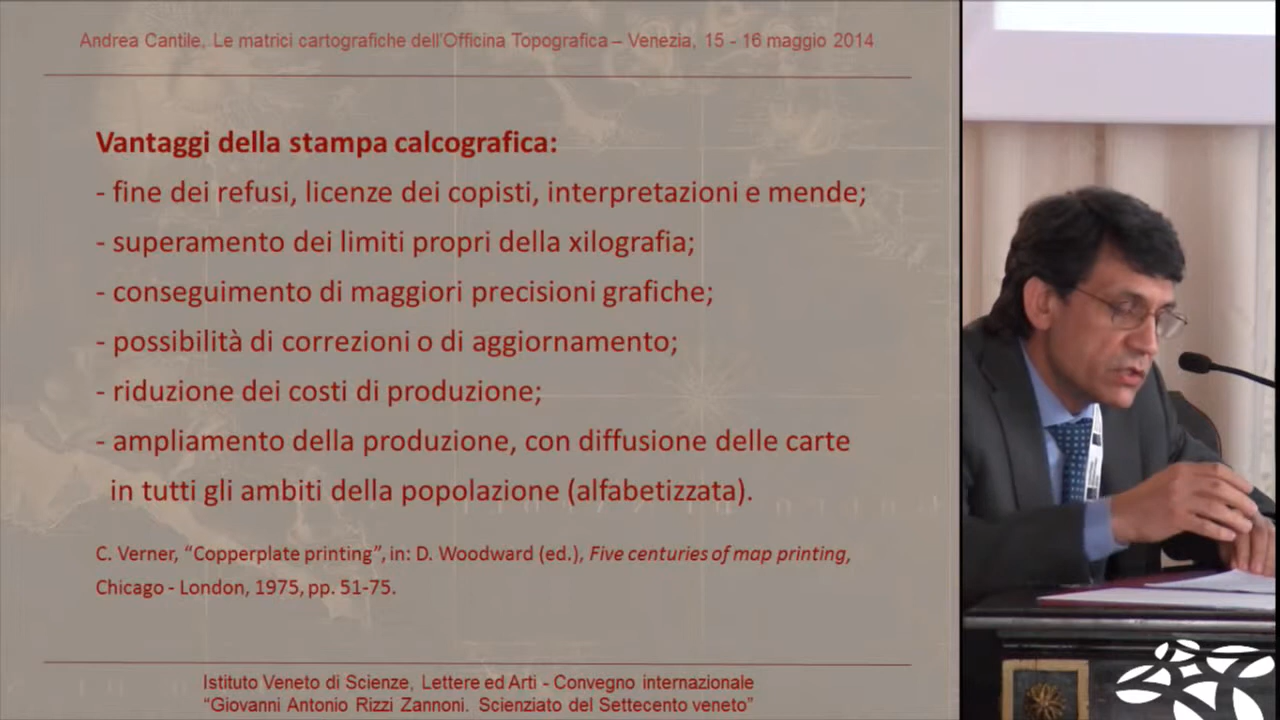 Andrea Cantile, Le matrici cartografiche dell'Officina Topografica – Venezia, 15 - 16 maggio 2014
Vantaggi della stampa calcografica:
- fine dei refusi, licenze dei copisti, interpretazioni e mende;
- superamento dei limiti propri della xilografia;
- conseguimento di maggiori precisioni grafiche;
- possibilità di correzioni o di aggiornamento;
- riduzione dei costi di produzione;
- ampliamento della produzione, con diffusione delle carte
in tutti gli ambiti della popolazione (alfabetizzata).
C. Verner, “Copperplate printing”, in: D. Woodward (ed.), Five centuries of map printing,
Chicago - London, 1975, pp. 51-75.
Istituto Veneto di Scienze, Lettere ed Arti - Convegno internazionale
“Giovanni Antonio Rizzi Zannoni. Scienziato del Settecento veneto”